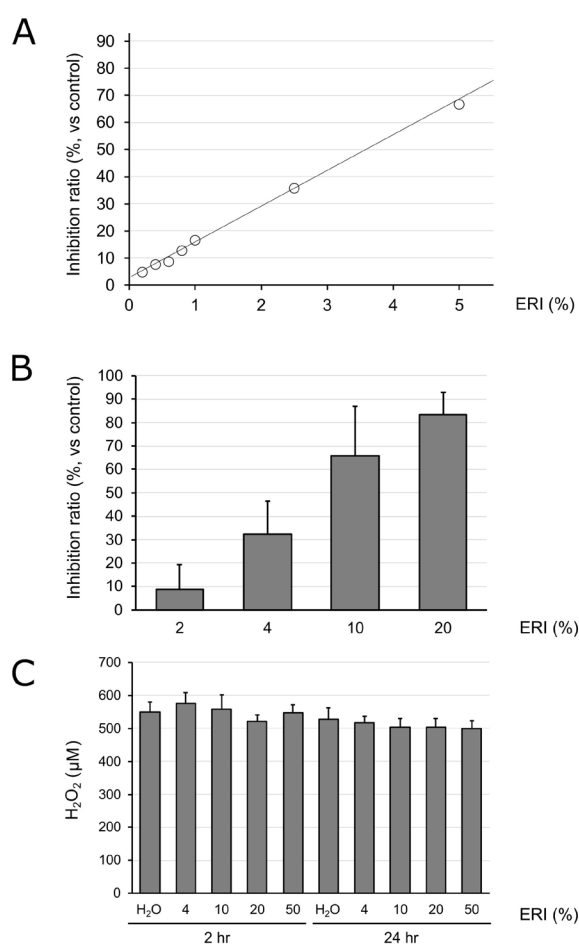 A
Inhibition ratio (%, vs control)
90
80
70
60
50
40
30
20
10
0
0 1 2 3 4 5 ERI (%)
B
Inhibition ratio (%, vs control)
100
90
80
70
60
50
40
30
20
10
0
2 4 10 20 ERI (%)
C
H₂O₂ (µM)
700
600
500
400
300
200
100
0
H₂O 4 10 20 50 H₂O 4 10 20 50 ERI (%)
2 hr 24 hr